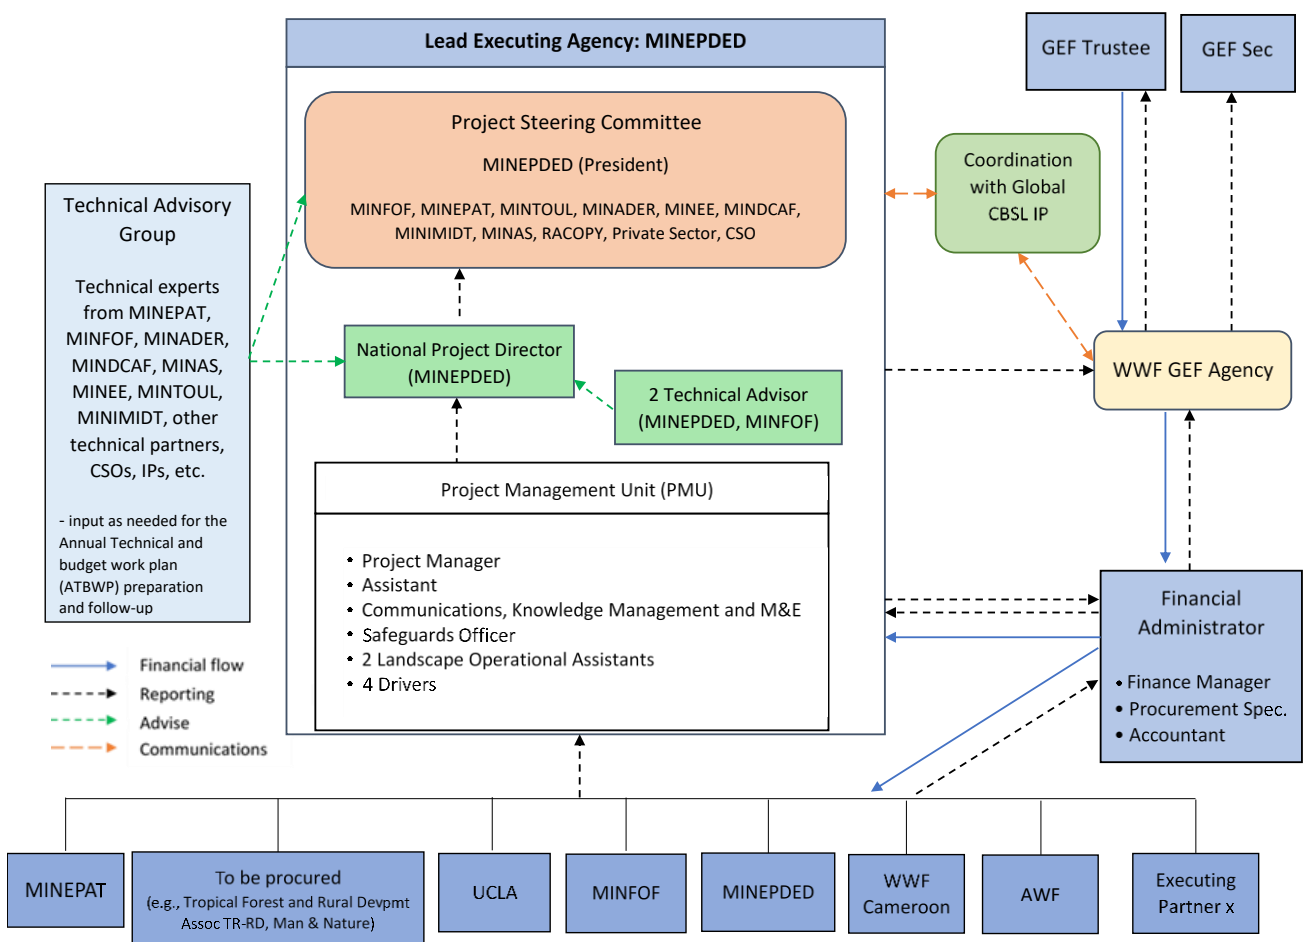 Lead Executing Agency: MINEPDED
GEF Trustee
GEF Sec
Project Steering Committee
MINEPDED (President)
MINFOF, MINEPAT, MINTOUL, MINADER, MINEE, MINDCAF,
MINIMIDT, MINAS, RACOPY, Private Sector, CSO
Coordination
with Global
CBSL IP
Technical Advisory
Group
Technical experts
from MINEPAT,
MINFOF, MINADER,
MINDCAF, MINAS,
MINEE, MINTOUL,
MINIMIDT, other
technical partners,
CSOs, IPs, etc.
- input as needed for the
Annual Technical and
budget work plan
(ATBWP) preparation
and follow-up
National Project Director
(MINEPDED)
2 Technical Advisor
(MINEPDED, MINFOF)
WWF GEF Agency
Project Management Unit (PMU)
• Project Manager
• Assistant
• Communications, Knowledge Management and M&E
• Safeguards Officer
• 2 Landscape Operational Assistants
• 4 Drivers
Financial
Administrator
• Finance Manager
• Procurement Spec.
• Accountant
Financial flow
Reporting
Advise
Communications
MINEPAT
To be procured
(e.g., Tropical Forest and Rural Devpmt
Assoc TR-RD, Man & Nature)
UCLA
MINFOF
MINEPDED
WWF
Cameroon
AWF
Executing
Partner x